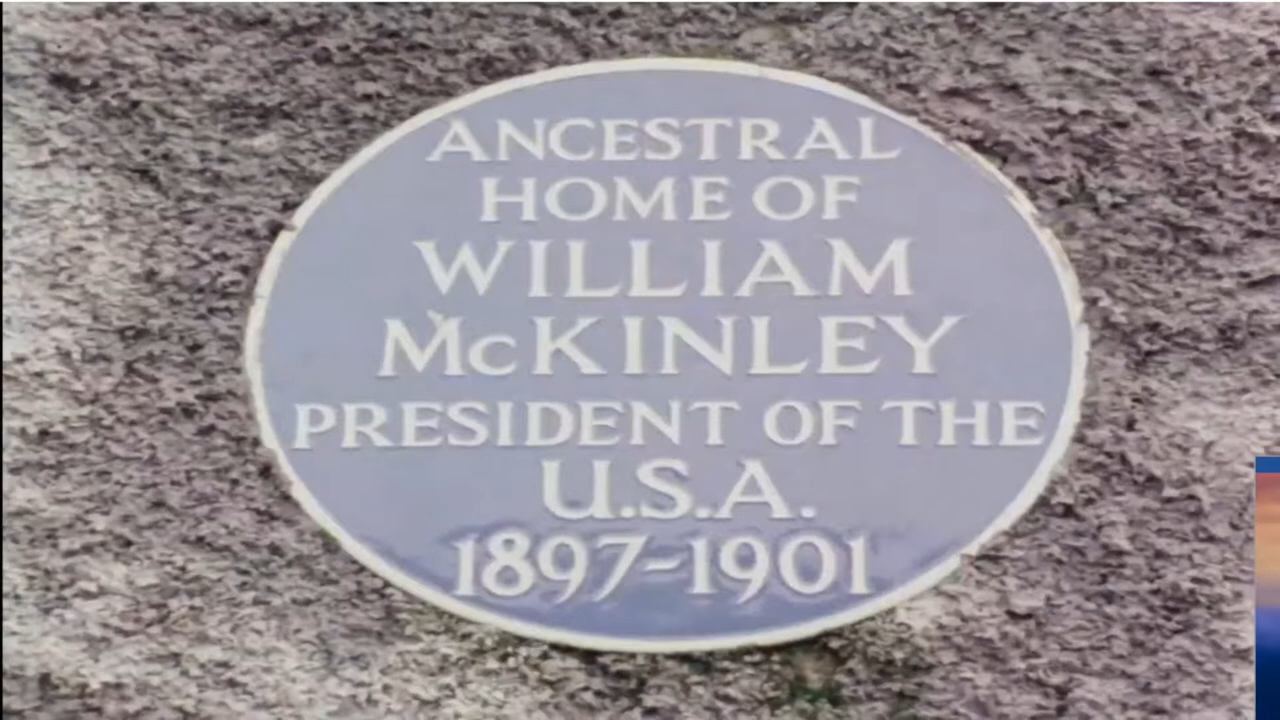 ANCESTRAL
HOME OF
WILLIAM
McKINLEY
PRESIDENT OF THE
U.S.A.
1897-1901